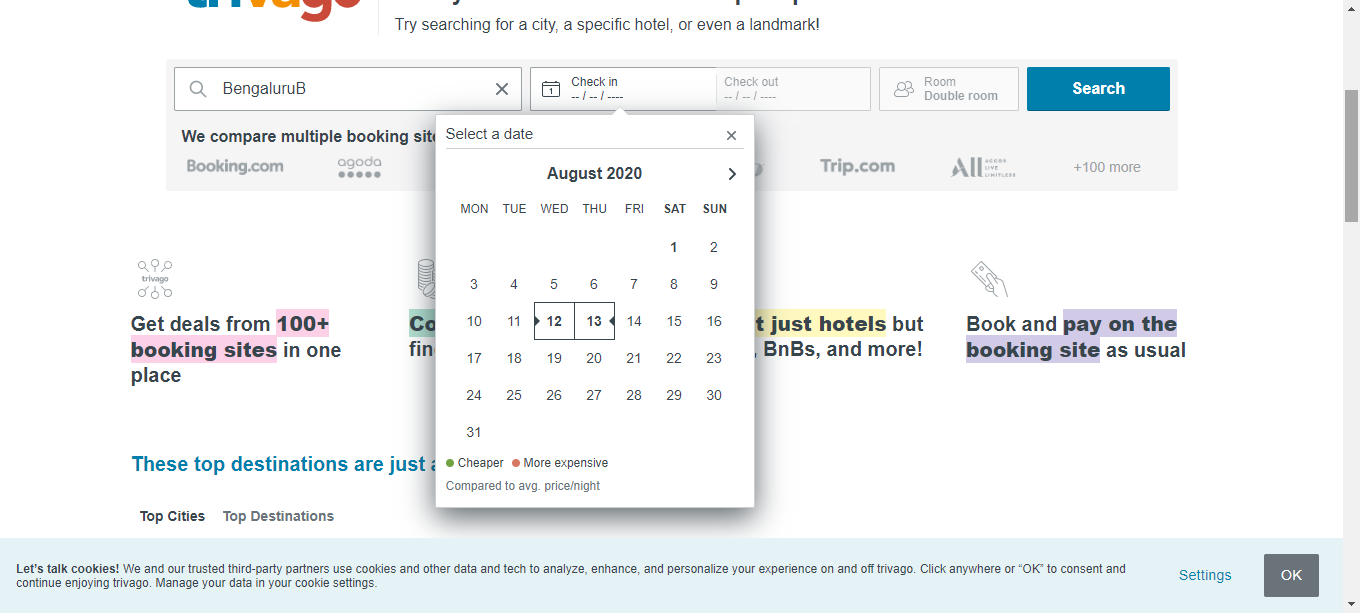 trivago
Try searching for a city, a specific hotel, or even a landmark!
BengaluruB
Check in
-- / -- / ----
Check out
-- / -- / ----
Room
Double room
Search
We compare multiple booking site
Booking.com
agoda
Trip.com
ALL ACCOR LIVE LIMITLESS
+100 more
Select a date
August 2020
MON TUE WED THU FRI SAT SUN
1 2
3 4 5 6 7 8 9
10 11 12 13 14 15 16
17 18 19 20 21 22 23
24 25 26 27 28 29 30
31
Cheaper More expensive
Compared to avg. price/night
trivago
Get deals from 100+
booking sites in one
place
Co
fin
t just hotels but
, BnBs, and more!
Book and pay on the
booking site as usual
These top destinations are just a
Top Cities Top Destinations
Let's talk cookies! We and our trusted third-party partners use cookies and other data and tech to analyze, enhance, and personalize your experience on and off trivago. Click anywhere or “OK” to consent and
continue enjoying trivago. Manage your data in your cookie settings.
Settings
OK